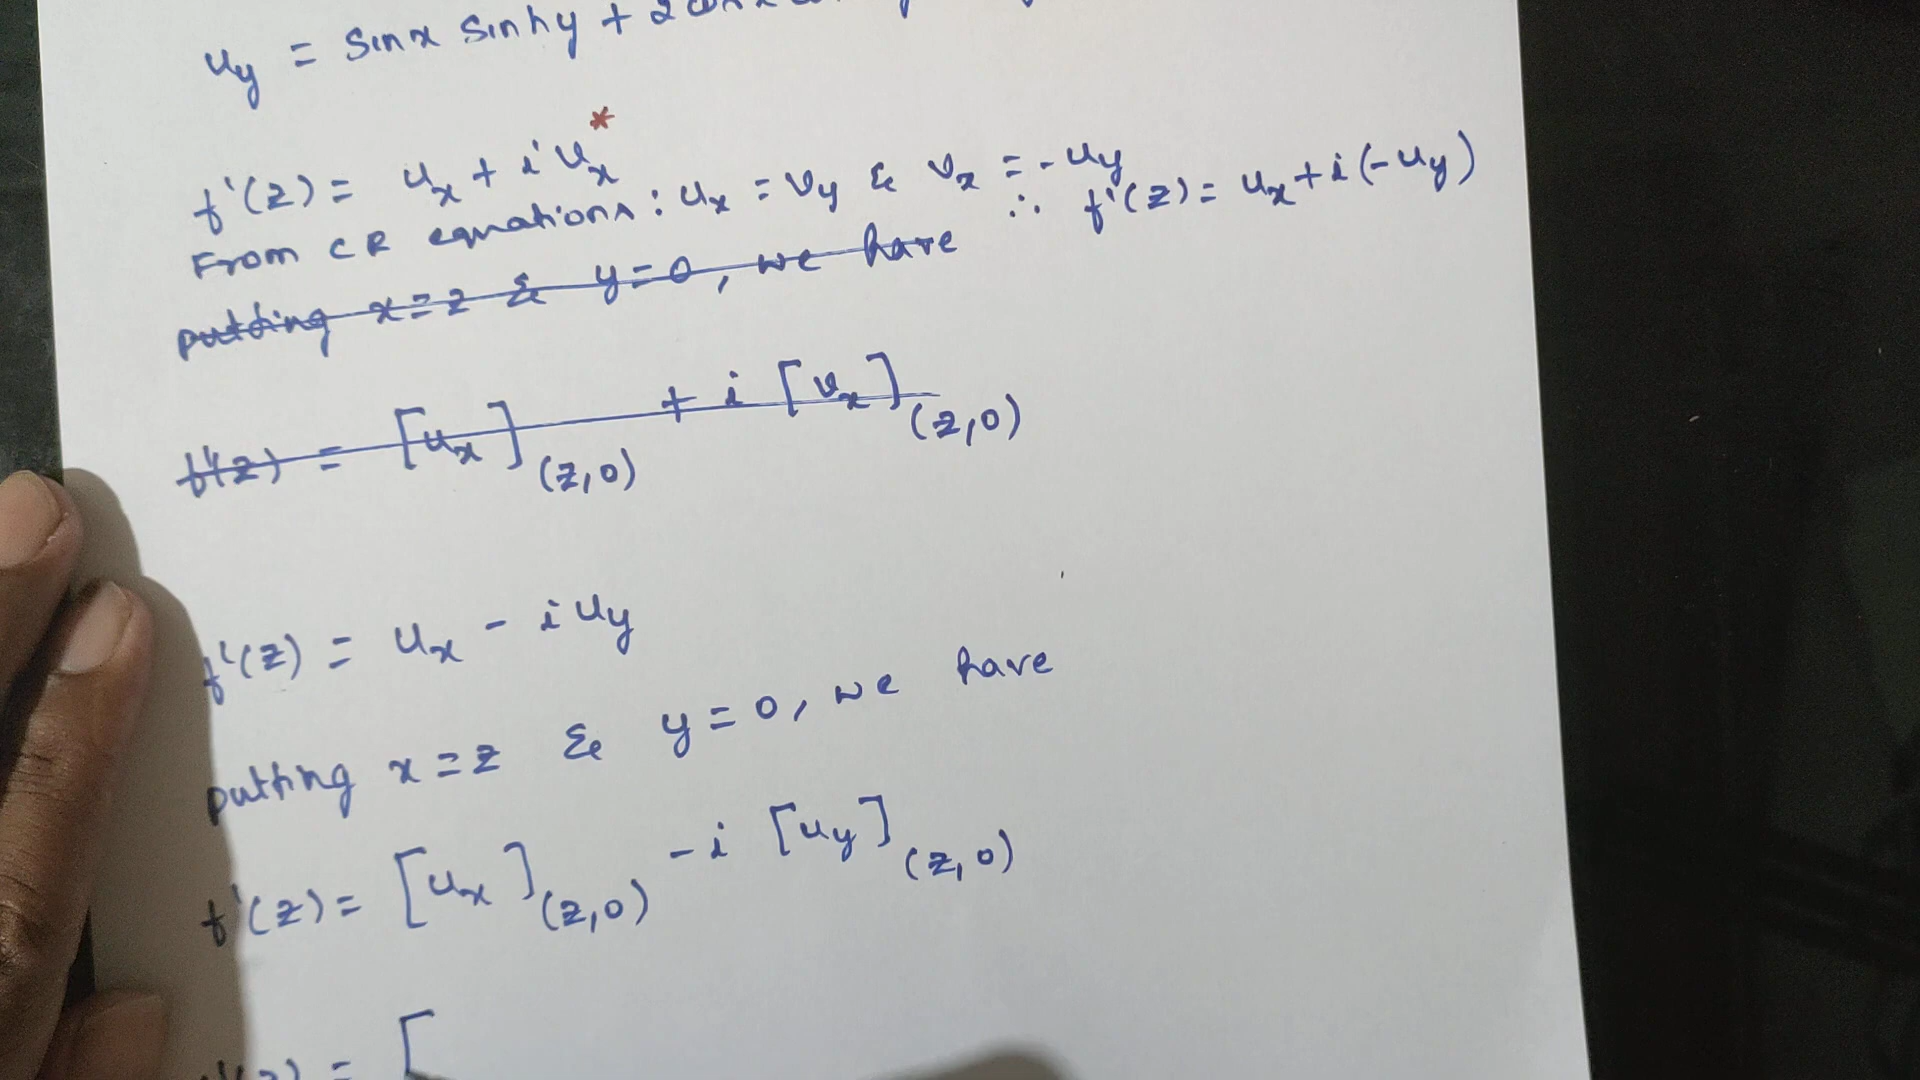 uy = sinx sinhy + 2
f'(z) = ux + i vx *
From CR equations : ux = vy & vx = - uy ∴ f'(z) = ux + i (- uy)
putting x = z & y = 0, we have
f'(z) = [ux](z,0) + i [vx](z,0)
f'(z) = ux - i uy
putting x = z & y = 0, we have
f'(z) = [ux](z,0) - i [uy](z,0)
f'(z) = [